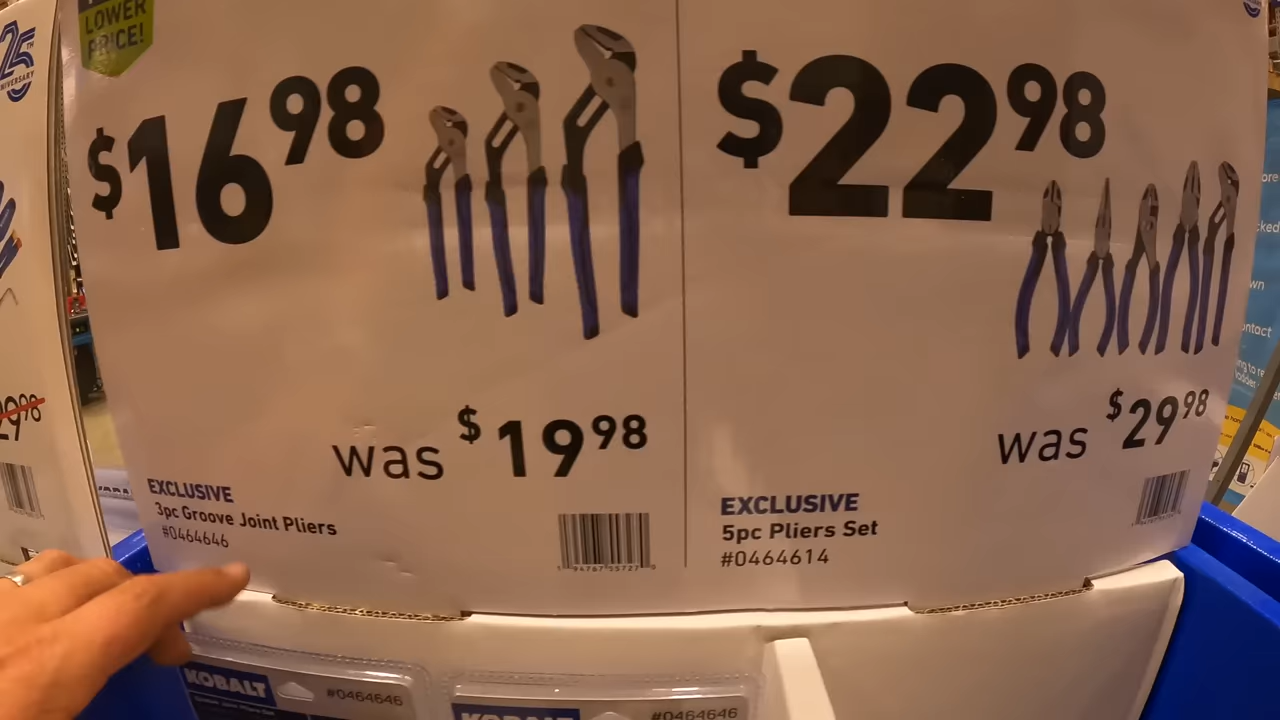 LOWER
PRICE!
25TH
$16 98
was $19 98
EXCLUSIVE
3pc Groove Joint Pliers
#0464646
$22 98
was $29 98
EXCLUSIVE
5pc Pliers Set
#0464614
KOBALT
#0464646
KOBALT
#0464646